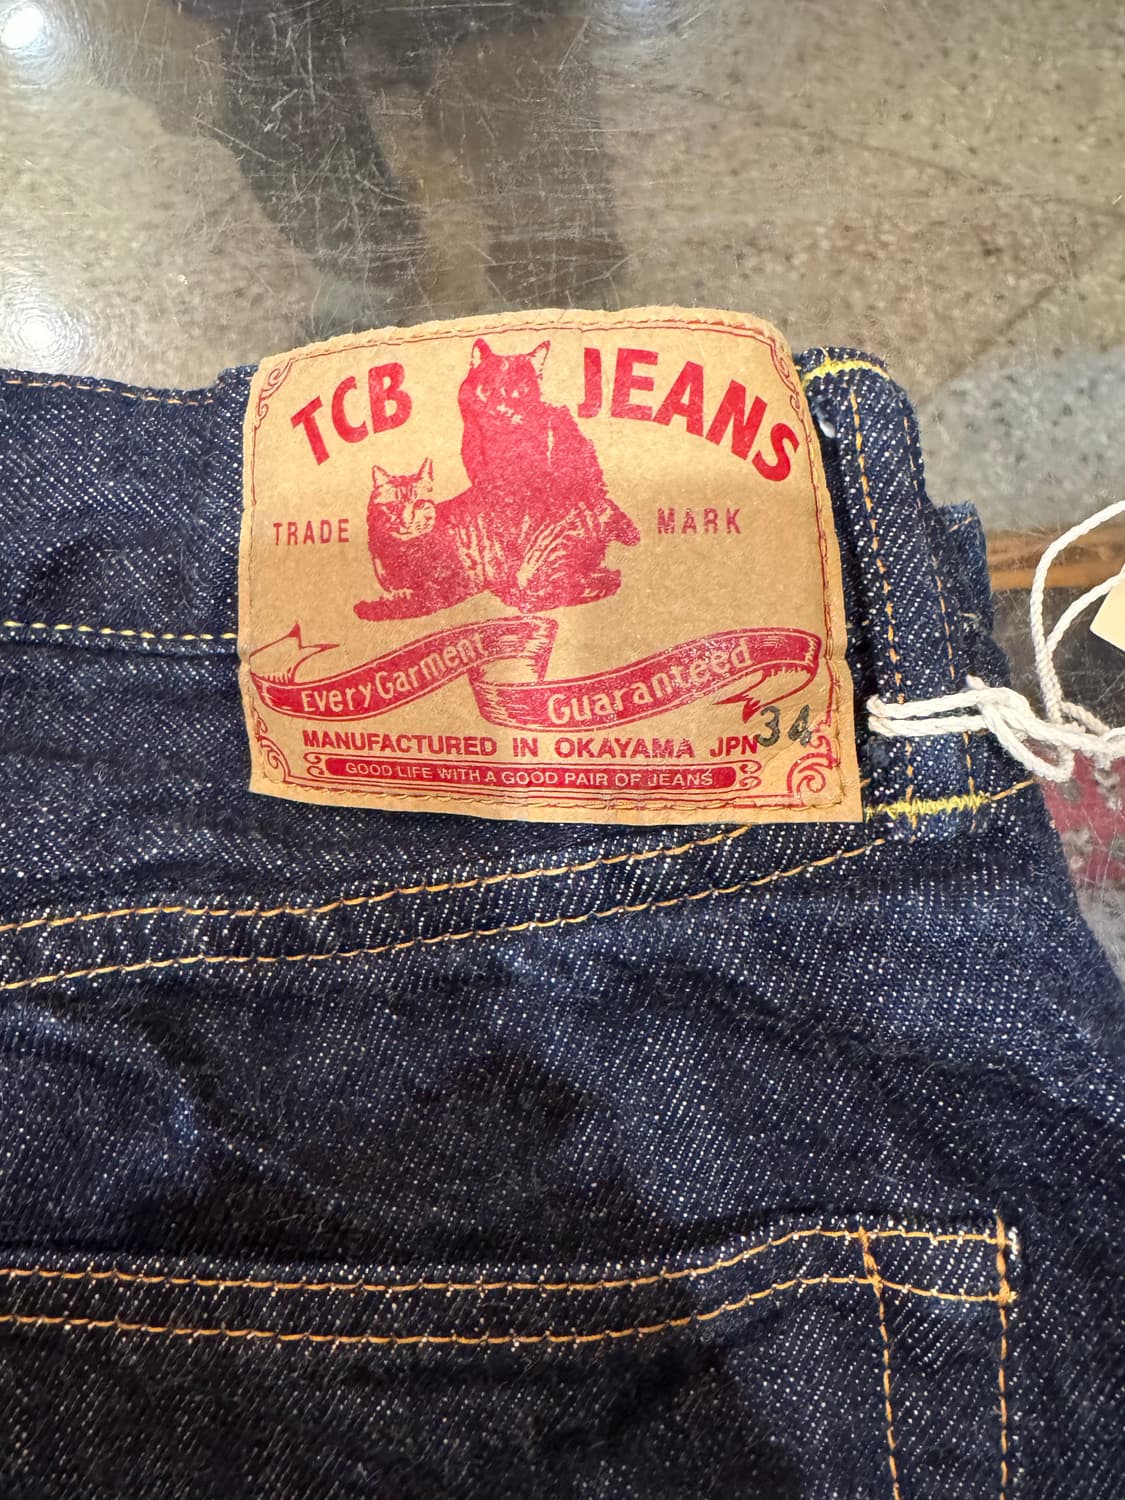 TCB JEANS
TRADE MARK
Every Garment Guaranteed
34
MANUFACTURED IN OKAYAMA JPN
GOOD LIFE WITH A GOOD PAIR OF JEANS